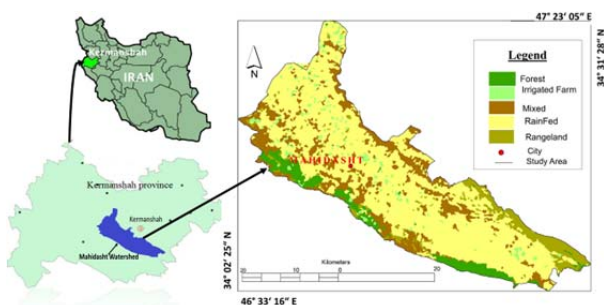 Kermanshah
IRAN
Kermanshah province
Kermanshah
Mahidasht Watershed
47° 23' 05" E
34° 31' 28" N
N
Legend
Forest
Irrigated Farm
Mixed
RainFed
Rangeland
City
Study Area
MAHIDASHT
Kilometers
20
10
0
20
34° 02' 25" N
46° 33' 16" E